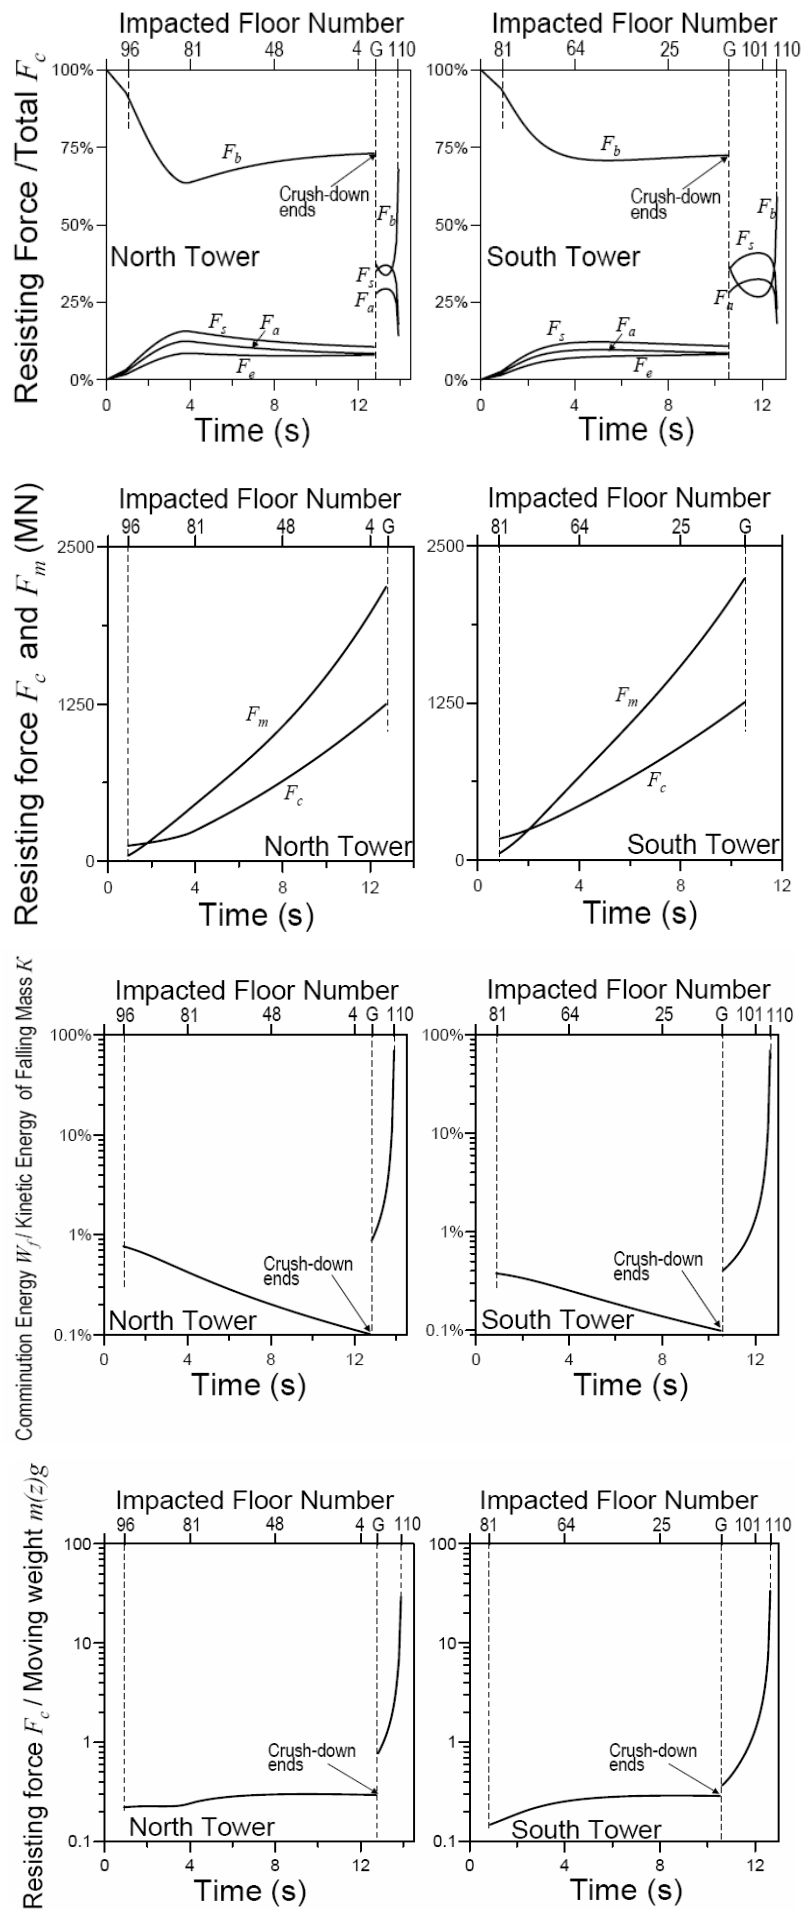 Impacted Floor Number
96 81 48 4 G 110
Resisting Force /Total Fc
100%
75%
50%
25%
0%
Fb
Crush-down
ends
Fb
North Tower
Fs
Fa
Fs Fa
Fe
0 4 8 12
Time (s)
Impacted Floor Number
81 64 25 G 101 110
100%
75%
50%
25%
0%
Fb
Crush-down
ends
Fb
South Tower
Fs
Fa
Fs Fa
Fe
0 4 8 12
Time (s)
Impacted Floor Number
96 81 48 4 G
Resisting force Fc and Fm (MN)
2500
1250
0
Fm
Fc
North Tower
0 4 8 12
Time (s)
Impacted Floor Number
81 64 25 G
2500
1250
0
Fm
Fc
South Tower
0 4 8 12
Time (s)
Impacted Floor Number
96 81 48 4 G 110
Comminution Energy Wf / Kinetic Energy of Falling Mass K
100%
10%
1%
0.1%
Crush-down
ends
North Tower
0 4 8 12
Time (s)
Impacted Floor Number
81 64 25 G 101 110
100%
10%
1%
0.1%
Crush-down
ends
South Tower
0 4 8 12
Time (s)
Impacted Floor Number
96 81 48 4 G 110
Resisting force Fc / Moving weight m(z)g
100
10
1
0.1
Crush-down
ends
North Tower
0 4 8 12
Time (s)
Impacted Floor Number
81 64 25 G 101 110
100
10
1
0.1
Crush-down
ends
South Tower
0 4 8 12
Time (s)